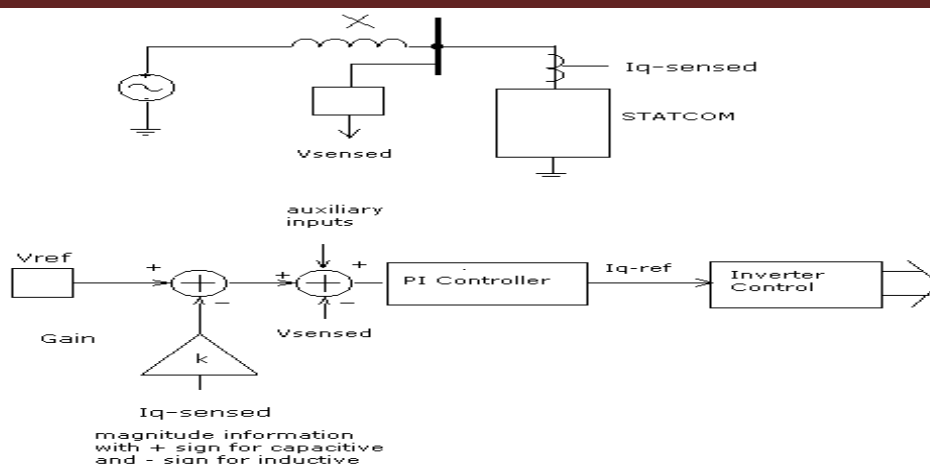 X
Iq-sensed
STATCOM
Vsensed
auxiliary
inputs
Vref
+
+
+
PI Controller
Iq-ref
Inverter
Control
-
-
Vsensed
Gain
k
Iq-sensed
magnitude information
with + sign for capacitive
and - sign for inductive